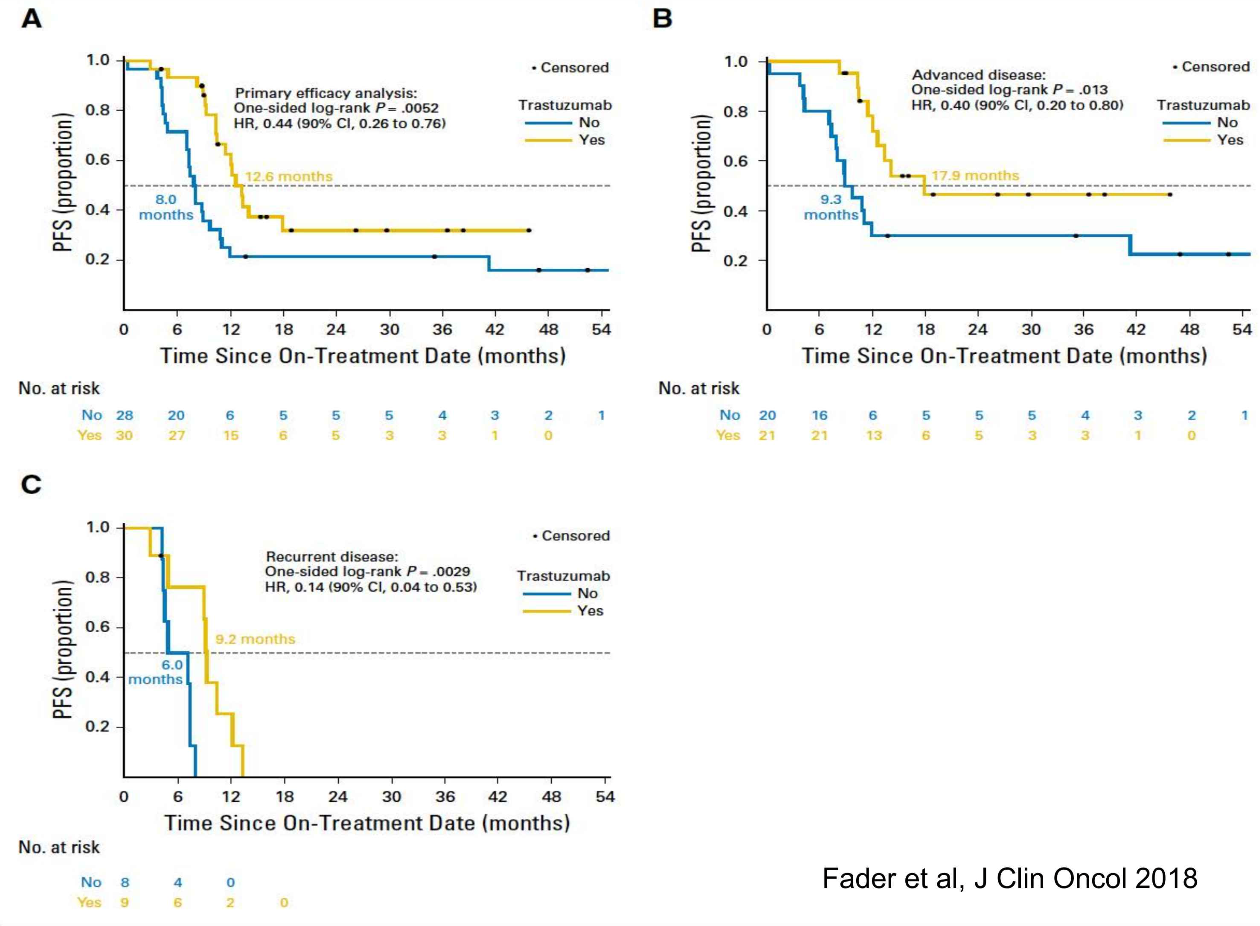 A
PFS (proportion)
1.0
0.8
0.6
0.4
0.2
Primary efficacy analysis:
One-sided log-rank P = .0052
HR, 0.44 (90% CI, 0.26 to 0.76)
• Censored
Trastuzumab
No
Yes
12.6 months
8.0
months
0 6 12 18 24 30 36 42 48 54
Time Since On-Treatment Date (months)
No. at risk
No 28 20 6 5 5 5 4 3 2 1
Yes 30 27 15 6 5 3 3 1 0
B
PFS (proportion)
1.0
0.8
0.6
0.4
0.2
Advanced disease:
One-sided log-rank P = .013
HR, 0.40 (90% CI, 0.20 to 0.80)
• Censored
Trastuzumab
No
Yes
17.9 months
9.3
months
0 6 12 18 24 30 36 42 48 54
Time Since On-Treatment Date (months)
No. at risk
No 20 16 6 5 5 5 4 3 2 1
Yes 21 21 13 6 5 3 3 1 0
C
PFS (proportion)
1.0
0.8
0.6
0.4
0.2
Recurrent disease:
One-sided log-rank P = .0029
HR, 0.14 (90% CI, 0.04 to 0.53)
• Censored
Trastuzumab
No
Yes
9.2 months
6.0
months
0 6 12 18 24 30 36 42 48 54
Time Since On-Treatment Date (months)
No. at risk
No 8 4 0
Yes 9 6 2 0
Fader et al, J Clin Oncol 2018